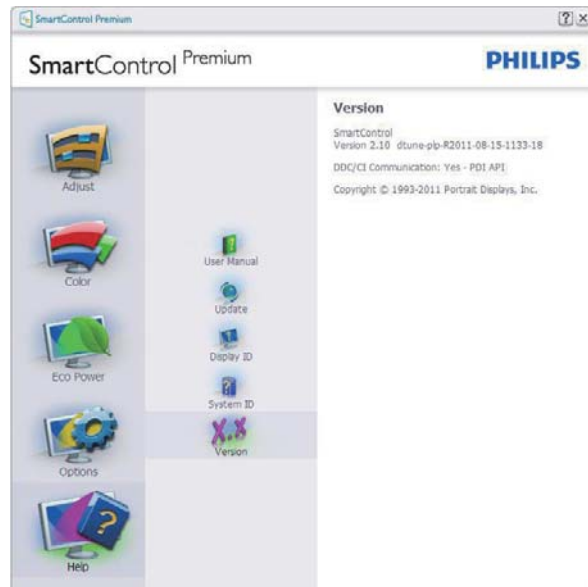 SmartControl Premium
? x
SmartControl Premium
PHILIPS
Adjust
Color
Eco Power
Options
Help
User Manual
Update
Display ID
System ID
X.X
Version
Version
SmartControl
Version 2.10 dtune-plp-R2011-08-15-1133-18
DDC/CI Communication: Yes - PDI API
Copyright © 1993-2011 Portrait Displays, Inc.